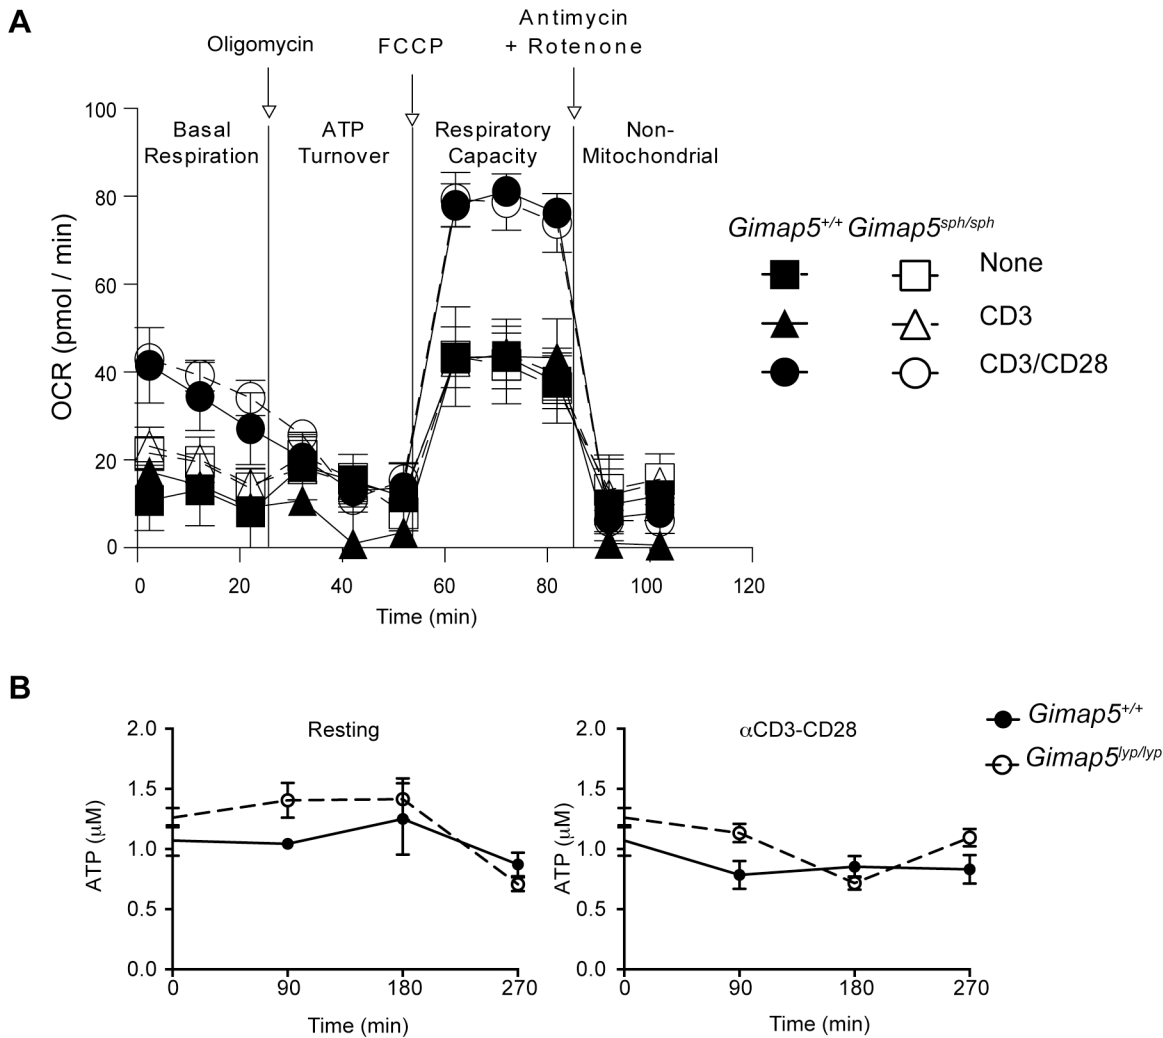 A
Oligomycin
FCCP
Antimycin
+ Rotenone
Basal
Respiration
ATP
Turnover
Respiratory
Capacity
Non-
Mitochondrial
100
80
60
40
20
0
OCR (pmol / min)
0 20 40 60 80 100 120
Time (min)
Gimap5+/+ Gimap5sph/sph
None
CD3
CD3/CD28
B
Resting
2.0
1.5
1.0
0.5
0.0
ATP (μM)
0 90 180 270
Time (min)
αCD3-CD28
2.0
1.5
1.0
0.5
0.0
ATP (μM)
0 90 180 270
Time (min)
Gimap5+/+
Gimap5lyp/lyp